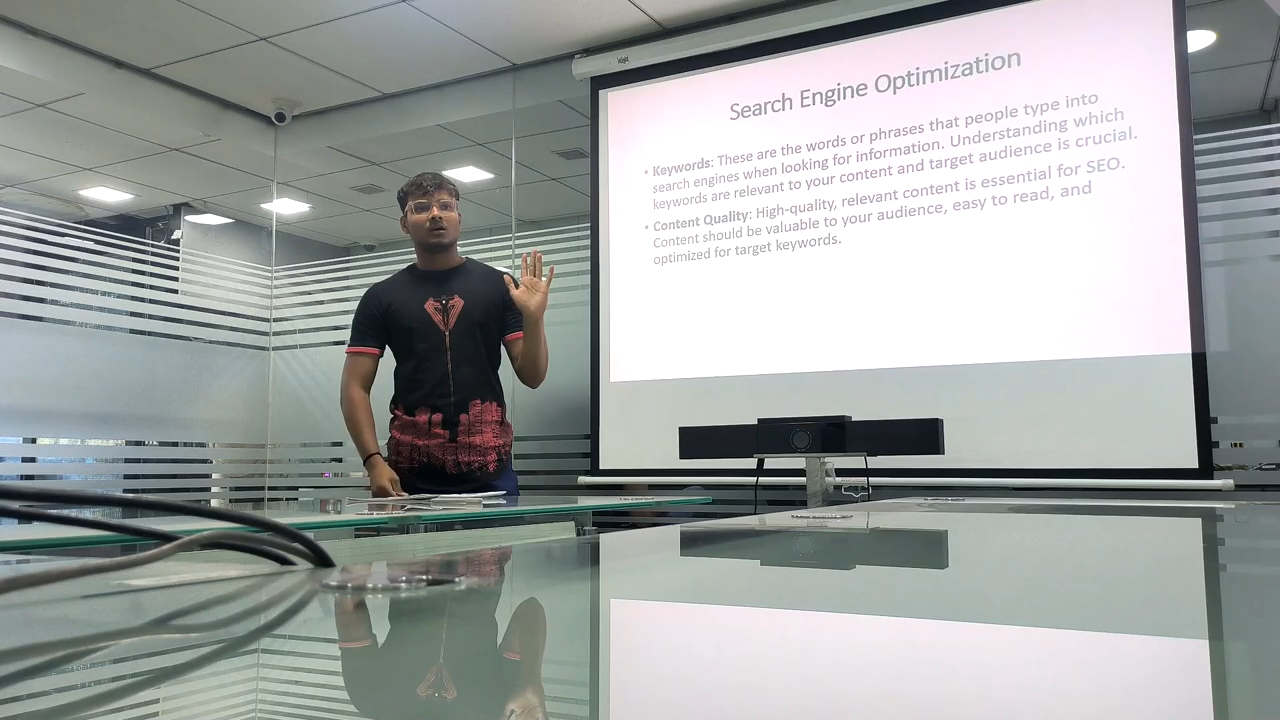 Search Engine Optimization
• Keywords: These are the words or phrases that people type into
search engines when looking for information. Understanding which
keywords are relevant to your content and target audience is crucial.
• Content Quality: High-quality, relevant content is essential for SEO.
Content should be valuable to your audience, easy to read, and
optimized for target keywords.